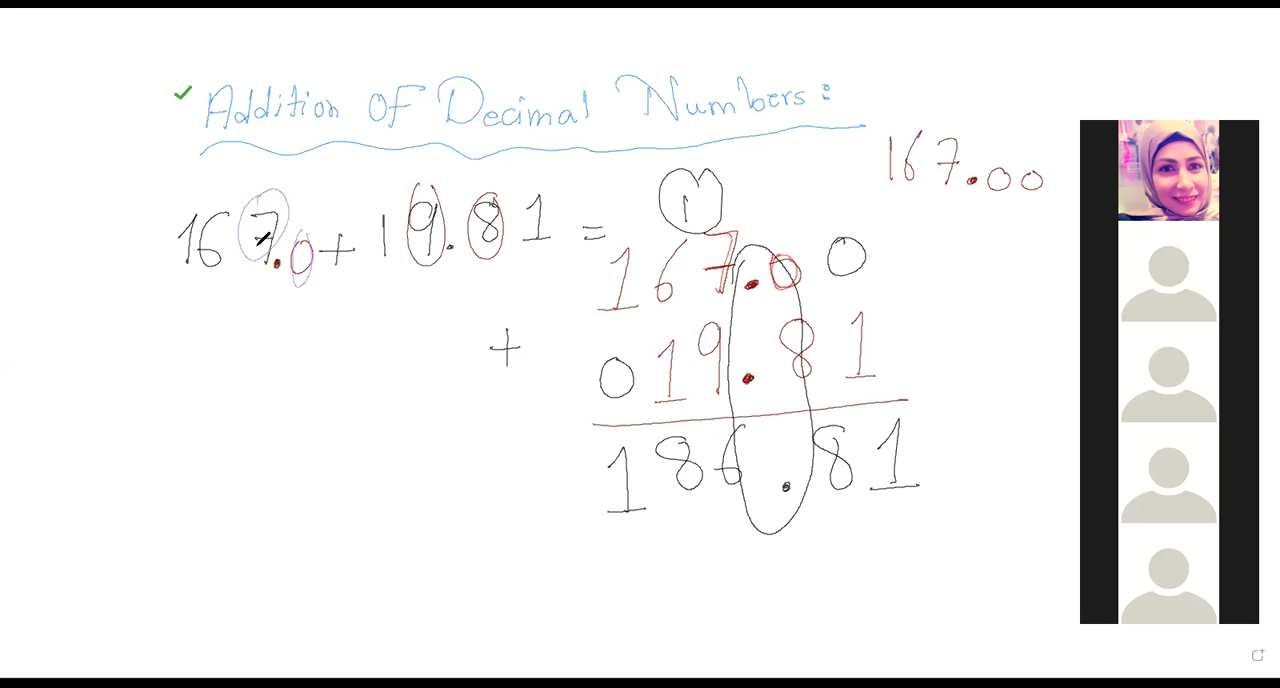 ✓ Addition OF Decimal Numbers:
167.00
167.0 + 19.81 =
1
167.00
+ 019.81
186.81